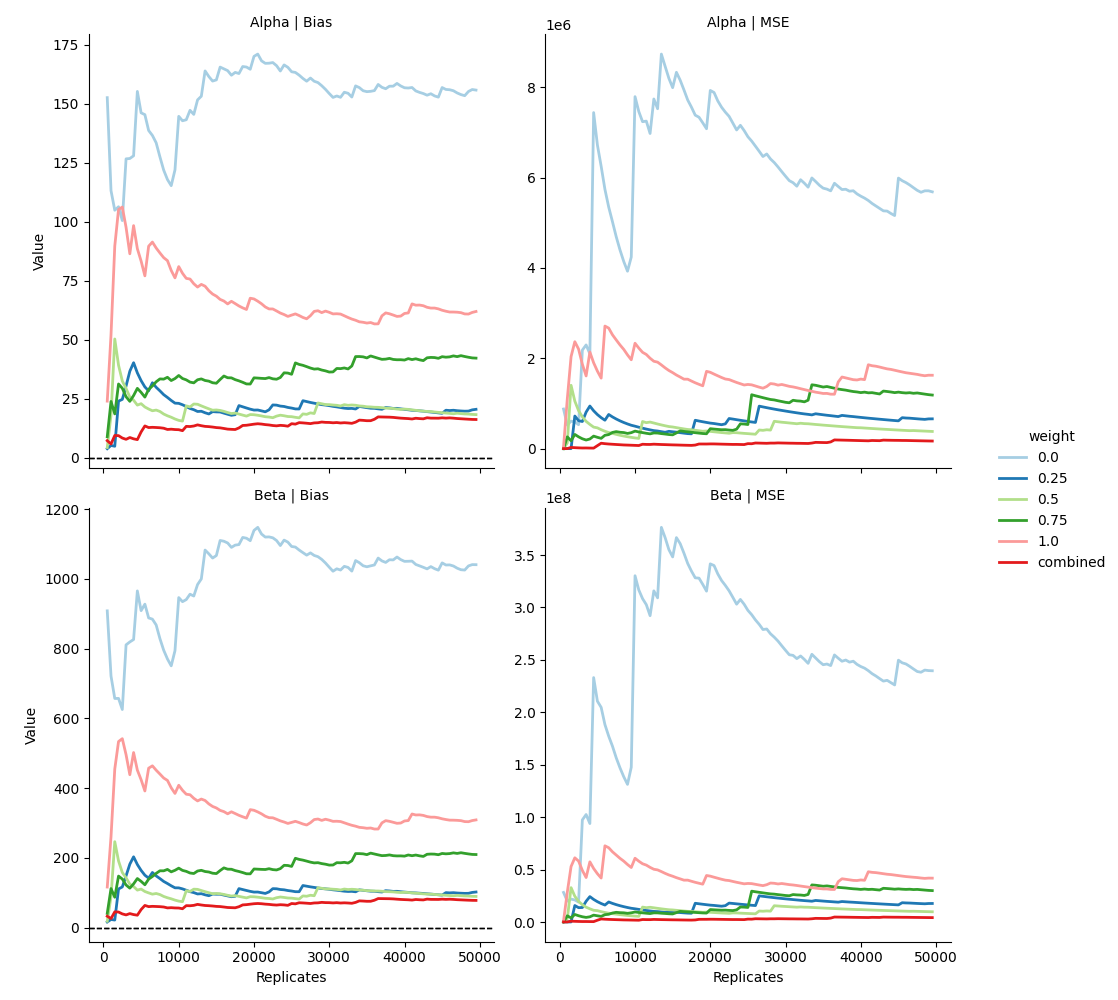 Alpha | Bias
175
150
125
100
75
50
25
0
Value
Alpha | MSE
1e6
8
6
4
2
0
Beta | Bias
1200
1000
800
600
400
200
0
Value
0 10000 20000 30000 40000 50000
Replicates
Beta | MSE
1e8
3.5
3.0
2.5
2.0
1.5
1.0
0.5
0.0
0 10000 20000 30000 40000 50000
Replicates
weight
0.0
0.25
0.5
0.75
1.0
combined